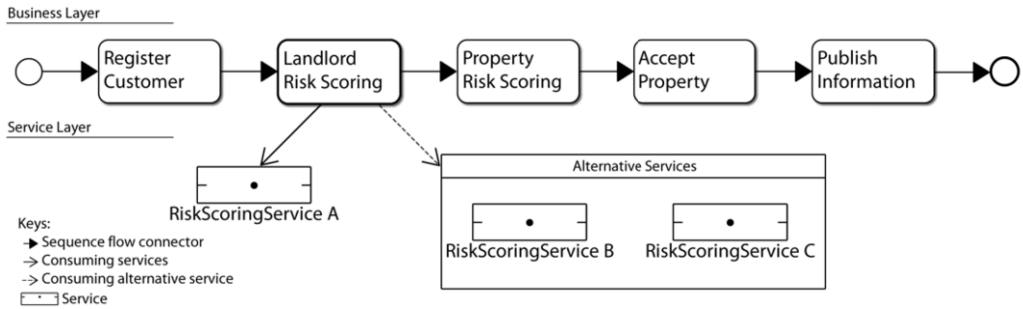 Business Layer
Register
Customer
Landlord
Risk Scoring
Property
Risk Scoring
Accept
Property
Publish
Information
Service Layer
Alternative Services
RiskScoringService A
RiskScoringService B
RiskScoringService C
Keys:
Sequence flow connector
Consuming services
Consuming alternative service
Service